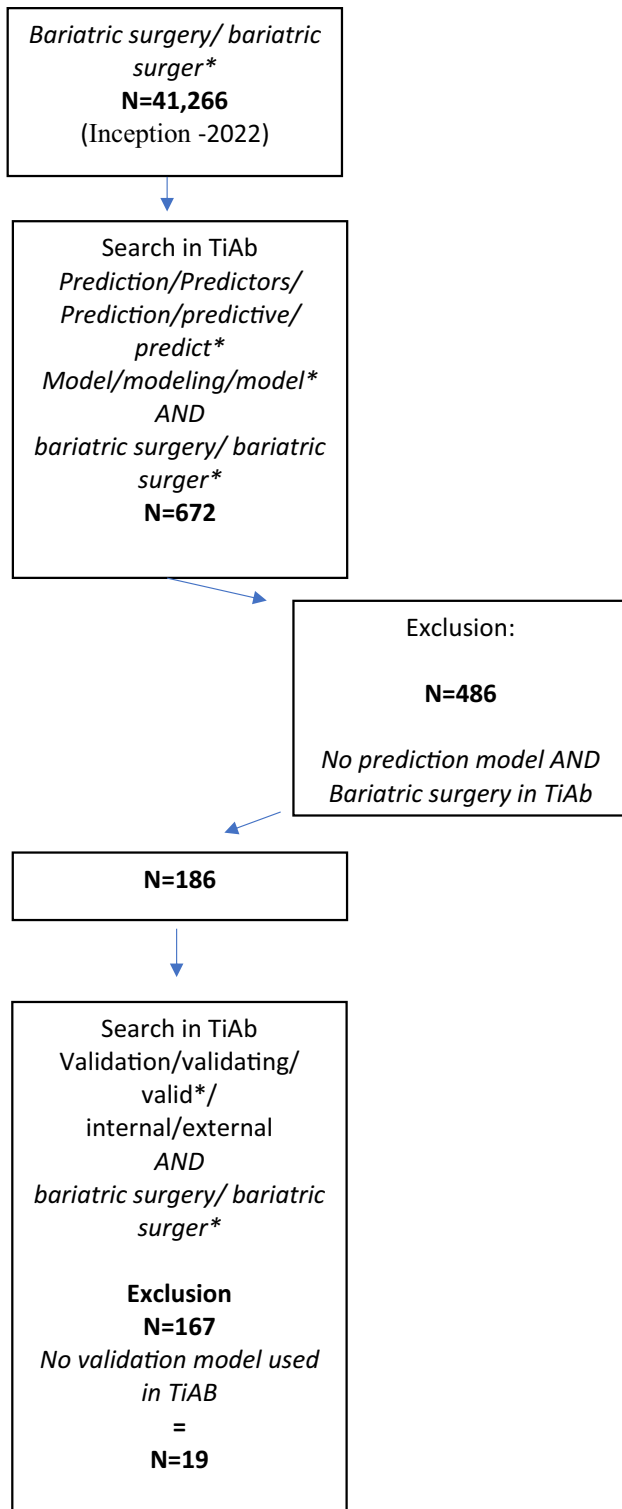 Bariatric surgery/ bariatric
surger*
N=41,266
(Inception -2022)
Search in TiAb
Prediction/Predictors/
Prediction/predictive/
predict*
Model/modeling/model*
AND
bariatric surgery/ bariatric
surger*
N=672
Exclusion:
N=486
No prediction model AND
Bariatric surgery in TiAb
N=186
Search in TiAb
Validation/validating/
valid*/
internal/external
AND
bariatric surgery/ bariatric
surger*
Exclusion
N=167
No validation model used
in TiAB
=
N=19